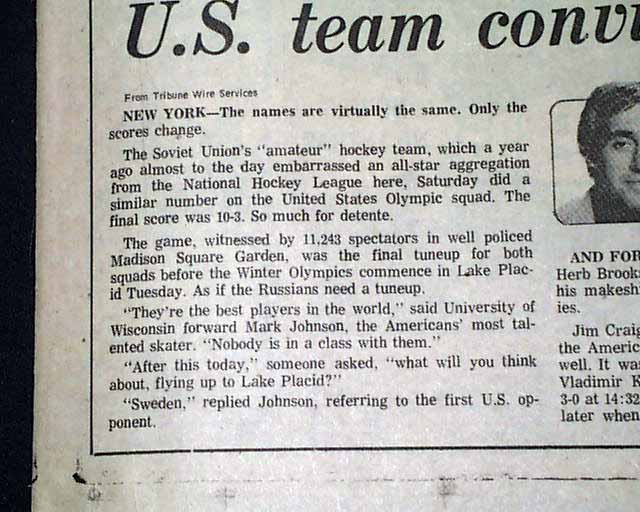 U.S. team
From Tribune Wire Services
NEW YORK—The names are virtually the same. Only the
scores change.
The Soviet Union's "amateur" hockey team, which a year
ago almost to the day embarrassed an all-star aggregation
from the National Hockey League here, Saturday did a
similar number on the United States Olympic squad. The
final score was 10-3. So much for detente.
The game, witnessed by 11,243 spectators in well policed
Madison Square Garden, was the final tuneup for both
squads before the Winter Olympics commence in Lake Plac-
id Tuesday. As if the Russians need a tuneup.
"They're the best players in the world," said University of
Wisconsin forward Mark Johnson, the Americans' most tal-
ented skater. "Nobody is in a class with them."
"After this today," someone asked, "what will you think
about, flying up to Lake Placid?"
"Sweden," replied Johnson, referring to the first U.S. op-
ponent.
AND FOR
Herb Brooks
his makesh
ies.
Jim Craig
the Americ
well. It was
Vladimir K
3-0 at 14:32
later when